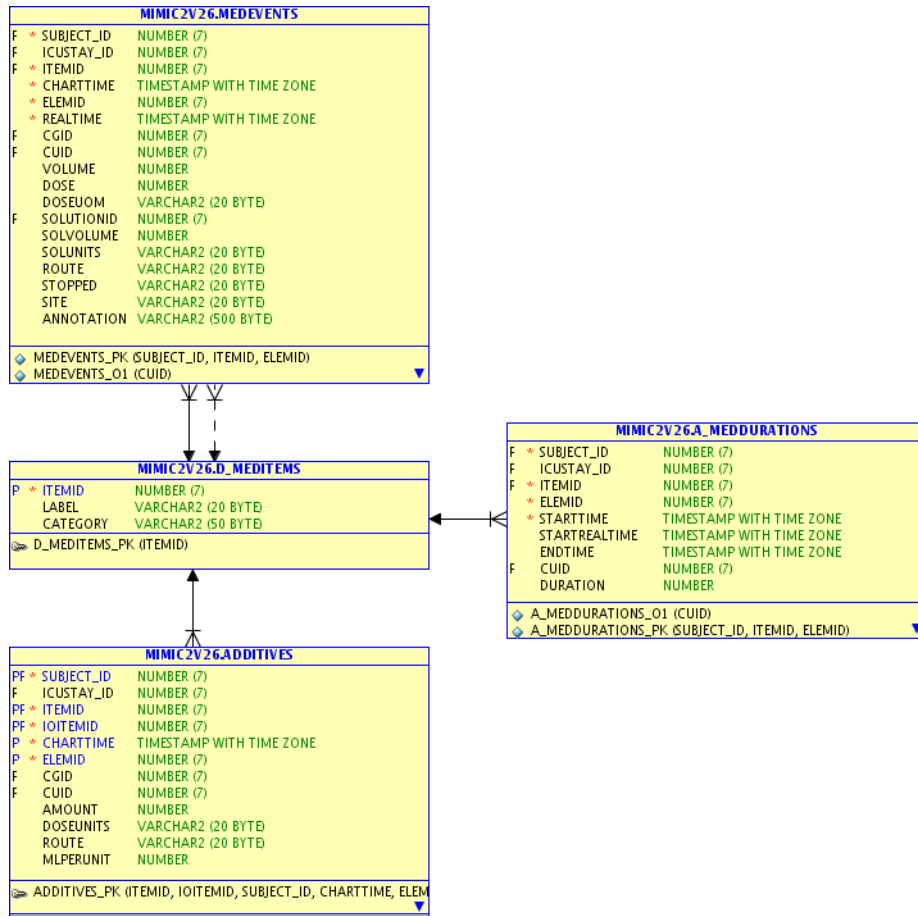 MIMIC2V26.MEDEVENTS
F * SUBJECT_ID NUMBER (7)
F ICUSTAY_ID NUMBER (7)
F * ITEMID NUMBER (7)
* CHARTTIME TIMESTAMP WITH TIME ZONE
* ELEMID NUMBER (7)
* REALTIME TIMESTAMP WITH TIME ZONE
F CGID NUMBER (7)
F CUID NUMBER (7)
VOLUME NUMBER
DOSE NUMBER
DOSEUOM VARCHAR2 (20 BYTE)
F SOLUTIONID NUMBER (7)
SOLVOLUME NUMBER
SOLUNITS VARCHAR2 (20 BYTE)
ROUTE VARCHAR2 (20 BYTE)
STOPPED VARCHAR2 (20 BYTE)
SITE VARCHAR2 (20 BYTE)
ANNOTATION VARCHAR2 (500 BYTE)
MEDEVENTS_PK (SUBJECT_ID, ITEMID, ELEMID)
MEDEVENTS_O1 (CUID)
MIMIC2V26.D_MEDITEMS
P * ITEMID NUMBER (7)
LABEL VARCHAR2 (20 BYTE)
CATEGORY VARCHAR2 (50 BYTE)
D_MEDITEMS_PK (ITEMID)
MIMIC2V26.A_MEDDURATIONS
F * SUBJECT_ID NUMBER (7)
F ICUSTAY_ID NUMBER (7)
F * ITEMID NUMBER (7)
* ELEMID NUMBER (7)
* STARTTIME TIMESTAMP WITH TIME ZONE
STARTREALTIME TIMESTAMP WITH TIME ZONE
ENDTIME TIMESTAMP WITH TIME ZONE
F CUID NUMBER (7)
DURATION NUMBER
A_MEDDURATIONS_O1 (CUID)
A_MEDDURATIONS_PK (SUBJECT_ID, ITEMID, ELEMID)
MIMIC2V26.ADDITIVES
PF * SUBJECT_ID NUMBER (7)
F ICUSTAY_ID NUMBER (7)
PF * ITEMID NUMBER (7)
PF * IOITEMID NUMBER (7)
P * CHARTTIME TIMESTAMP WITH TIME ZONE
P * ELEMID NUMBER (7)
F CGID NUMBER (7)
F CUID NUMBER (7)
AMOUNT NUMBER
DOSEUNITS VARCHAR2 (20 BYTE)
ROUTE VARCHAR2 (20 BYTE)
MLPERUNIT NUMBER
ADDITIVES_PK (ITEMID, IOITEMID, SUBJECT_ID, CHARTTIME, ELEM